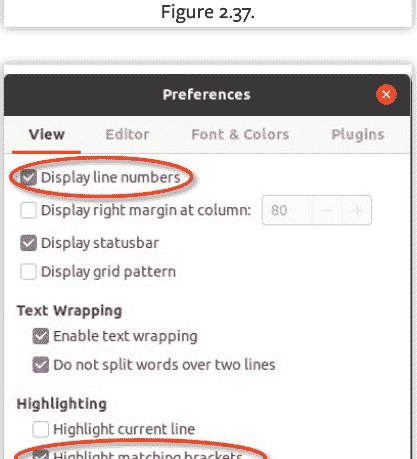 Figure 2.37.
Preferences
View Editor Font & Colors Plugins
Display line numbers
Display right margin at column: 80 − +
Display statusbar
Display grid pattern
Text Wrapping
Enable text wrapping
Do not split words over two lines
Highlighting
Highlight current line
Highlight matching brackets